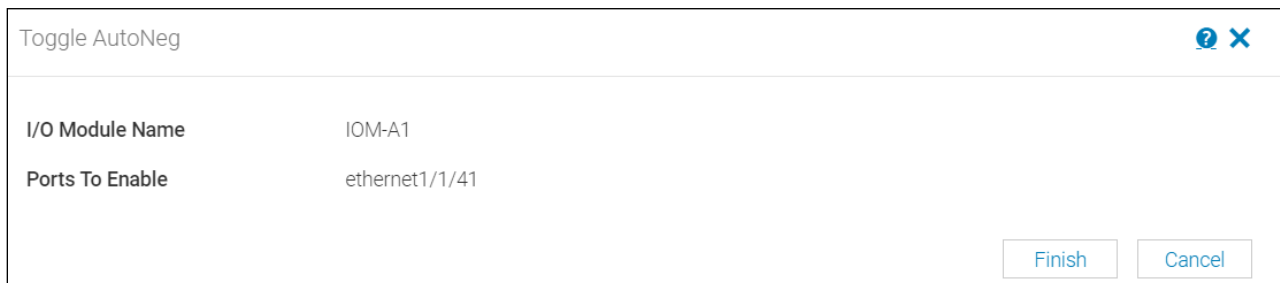 Toggle AutoNeg
I/O Module Name IOM-A1
Ports To Enable ethernet1/1/41
Finish Cancel